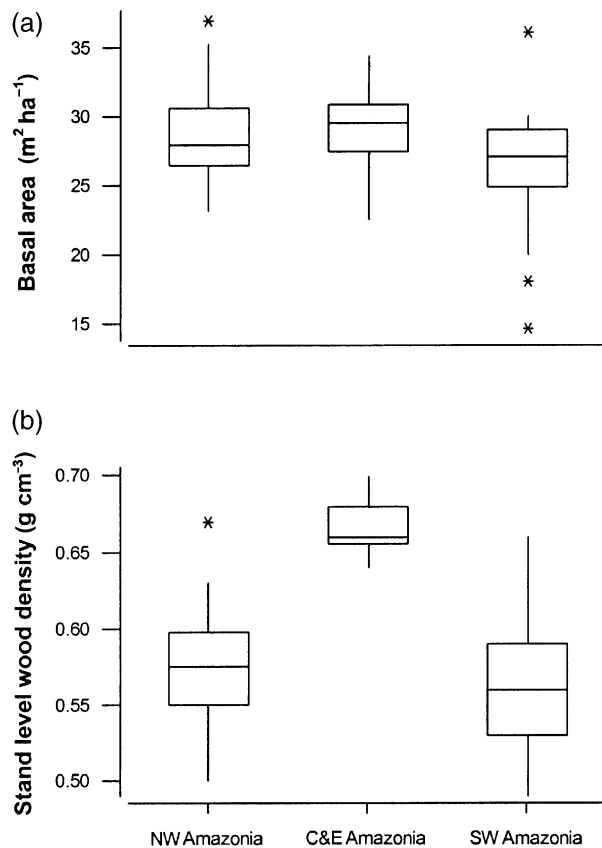 (a)
Basal area (m² ha⁻¹)
35
30
25
20
15
(b)
Stand level wood density (g cm⁻³)
0.70
0.65
0.60
0.55
0.50
NW Amazonia
C&E Amazonia
SW Amazonia